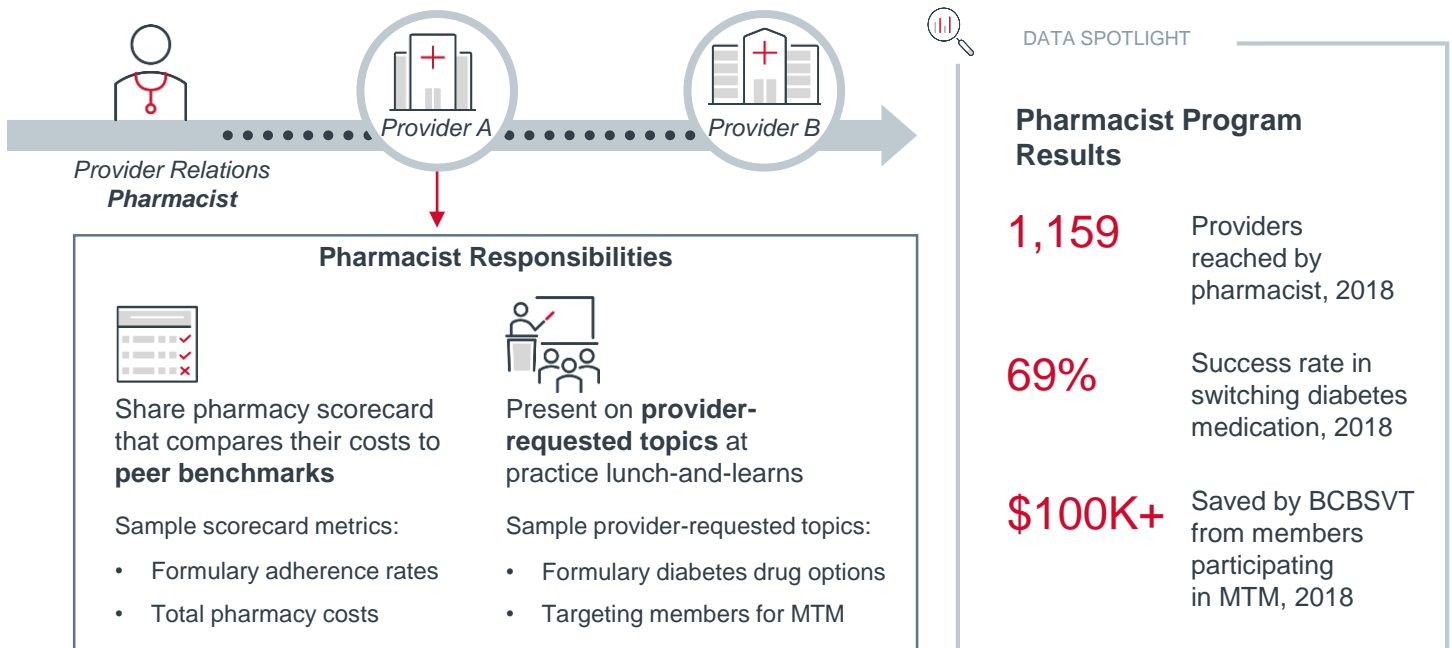 Provider A
Provider B
Provider Relations
Pharmacist
Pharmacist Responsibilities
Share pharmacy scorecard
that compares their costs to
peer benchmarks
Sample scorecard metrics:
• Formulary adherence rates
• Total pharmacy costs
Present on provider-
requested topics at
practice lunch-and-learns
Sample provider-requested topics:
• Formulary diabetes drug options
• Targeting members for MTM
DATA SPOTLIGHT
Pharmacist Program
Results
1,159
Providers
reached by
pharmacist, 2018
69%
Success rate in
switching diabetes
medication, 2018
$100K+
Saved by BCBSVT
from members
participating
in MTM, 2018